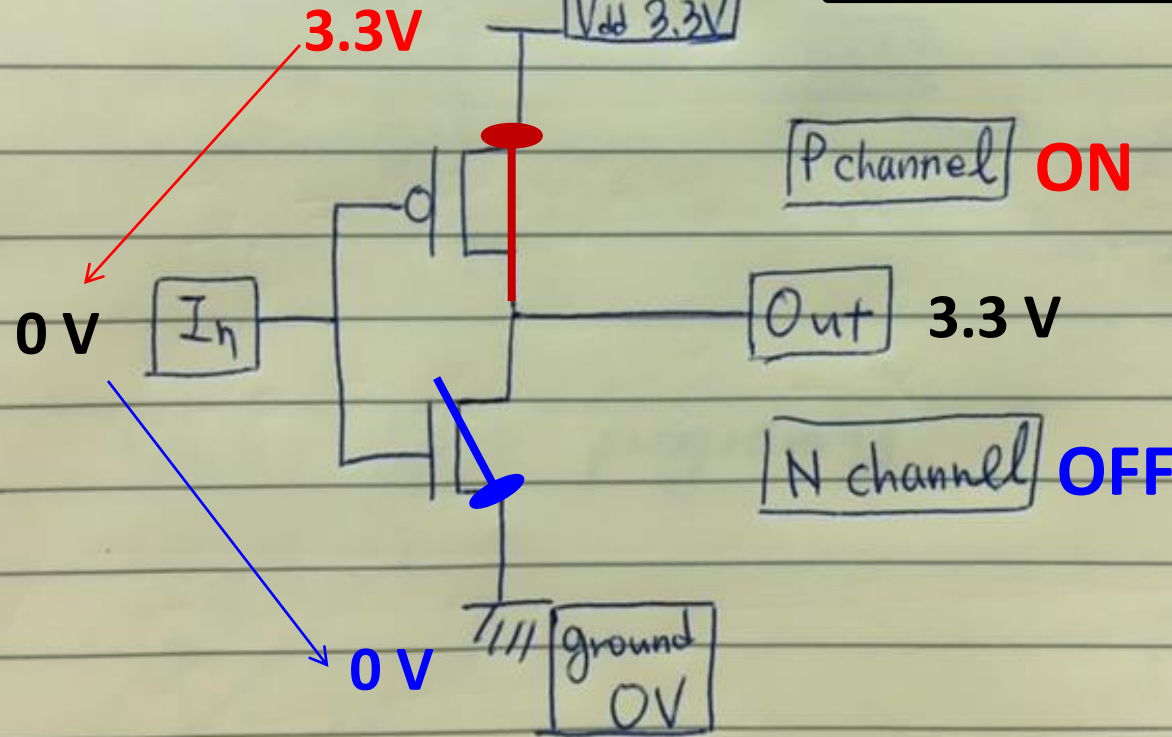 Vdd 3.3V
3.3V
P channel
ON
0 V
In
Out
3.3 V
N channel
OFF
0 V
ground
0V